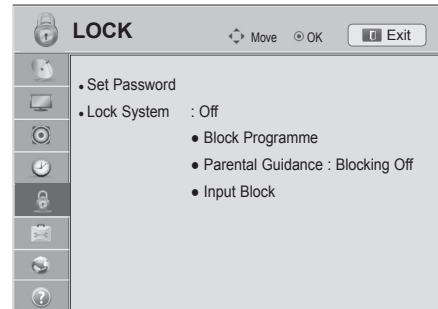 LOCK
Move
OK
Exit
• Set Password
• Lock System : Off
● Block Programme
● Parental Guidance : Blocking Off
● Input Block
?